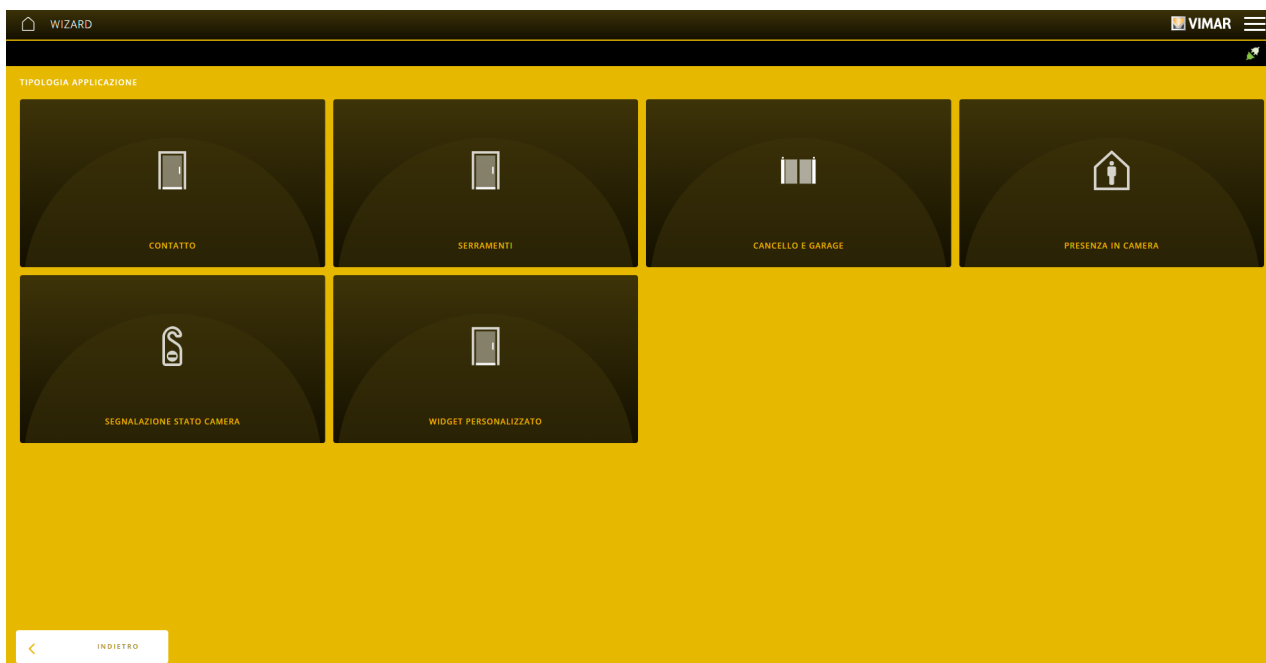 WIZARD
VIMAR
TIPOLOGIA APPLICAZIONE
CONTATTO
SERRAMENTI
CANCELLO E GARAGE
PRESENZA IN CAMERA
SEGNALAZIONE STATO CAMERA
WIDGET PERSONALIZZATO
INDIETRO